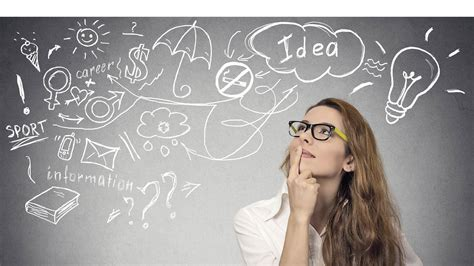 Idea
career
$
!
SPORT
information
? ? ?